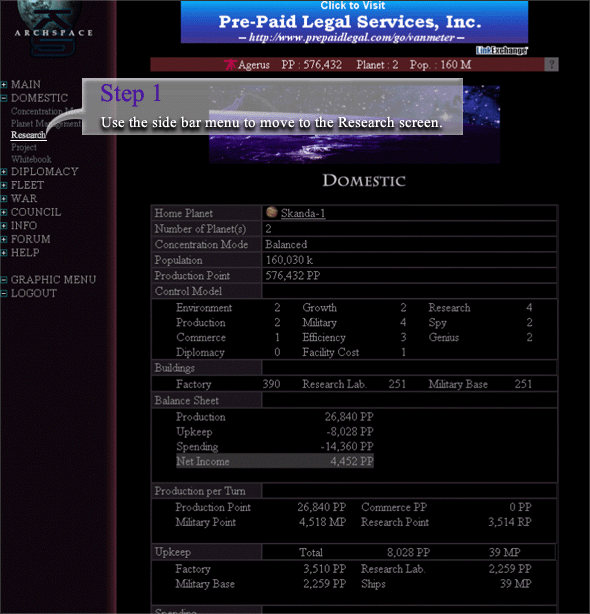 Click to Visit
Pre-Paid Legal Services, Inc.
-- http://www.prepaidlegal.com/go/vanmeter --
LinkExchange
ARCHSPACE
Agerus PP : 576,432 Planet : 2 Pop. : 160 M ?
MAIN
DOMESTIC
Concentration
Planet Management
Research
Project
Whitebook
DIPLOMACY
FLEET
WAR
COUNCIL
INFO
FORUM
HELP
GRAPHIC MENU
LOGOUT
Step 1
Use the side bar menu to move to the Research screen.
DOMESTIC
Home Planet Skanda-1
Number of Planet(s) 2
Concentration Mode Balanced
Population 160,030 k
Production Point 576,432 PP
Control Model
Environment 2 Growth 2 Research 4
Production 2 Military 4 Spy 2
Commerce 1 Efficiency 3 Genius 2
Diplomacy 0 Facility Cost 1
Buildings
Factory 390 Research Lab. 251 Military Base 251
Balance Sheet
Production 26,840 PP
Upkeep -8,028 PP
Spending -14,360 PP
Net Income 4,452 PP
Production per Turn
Production Point 26,840 PP Commerce PP 0 PP
Military Point 4,518 MP Research Point 3,514 RP
Upkeep Total 8,028 PP 39 MP
Factory 3,510 PP Research Lab. 2,259 PP
Military Base 2,259 PP Ships 39 MP
Spending